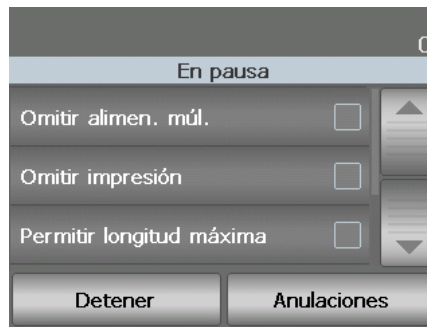 En pausa
Omitir alimen. múl.
Omitir impresión
Permitir longitud máxima
Detener
Anulaciones